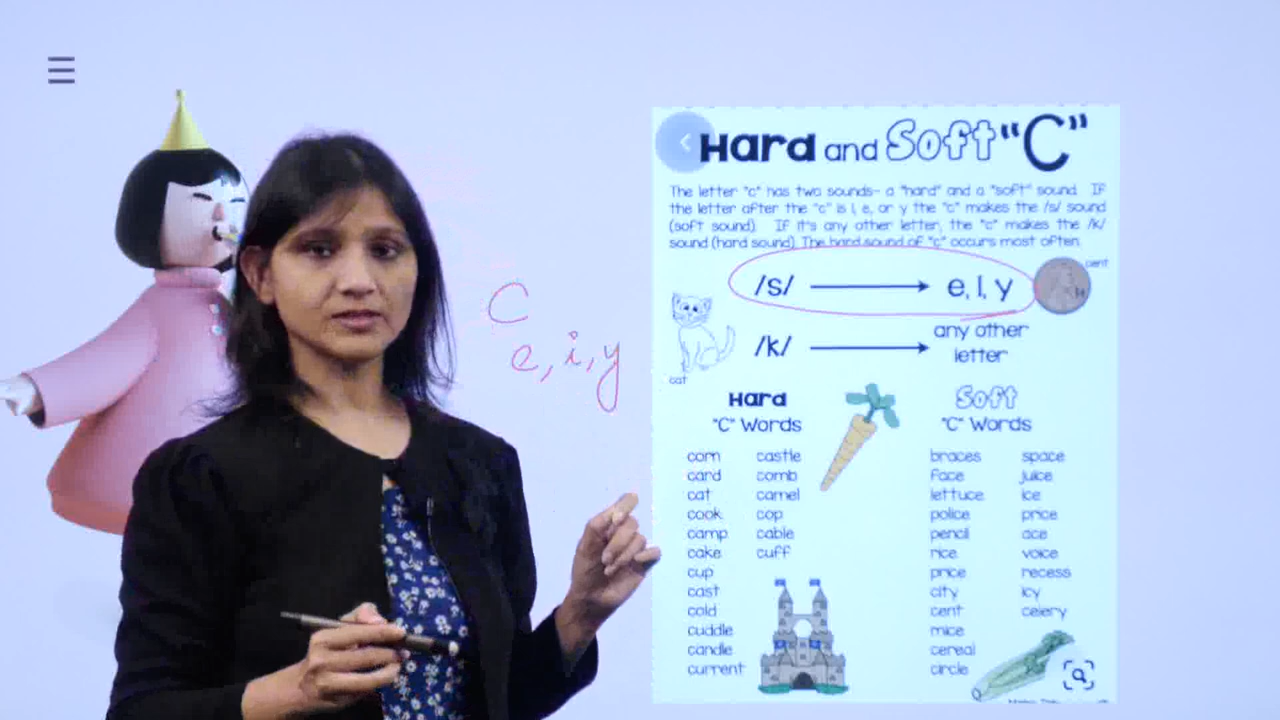 Hard and Soft "C"
The letter "c" has two sounds- a "hard" and a "soft" sound. IF
the letter after the "c" is i, e, or y the "c" makes the /s/ sound
(soft sound). IF it's any other letter, the "c" makes the /k/
sound (hard sound). The hard sound of "c" occurs most often.
cent
/s/ → e, i, y
C
e, i, y
/k/ → any other
letter
cat
Hard
"C" Words
corn castle
card comb
cat camel
cook cop
camp cable
cake cuff
cup
cast
cold
cuddle
candle
current
Soft
"C" Words
braces space
face juice
lettuce ice
police price
pencil ace
rice voice
price recess
city icy
cent celery
mice
cereal
circle